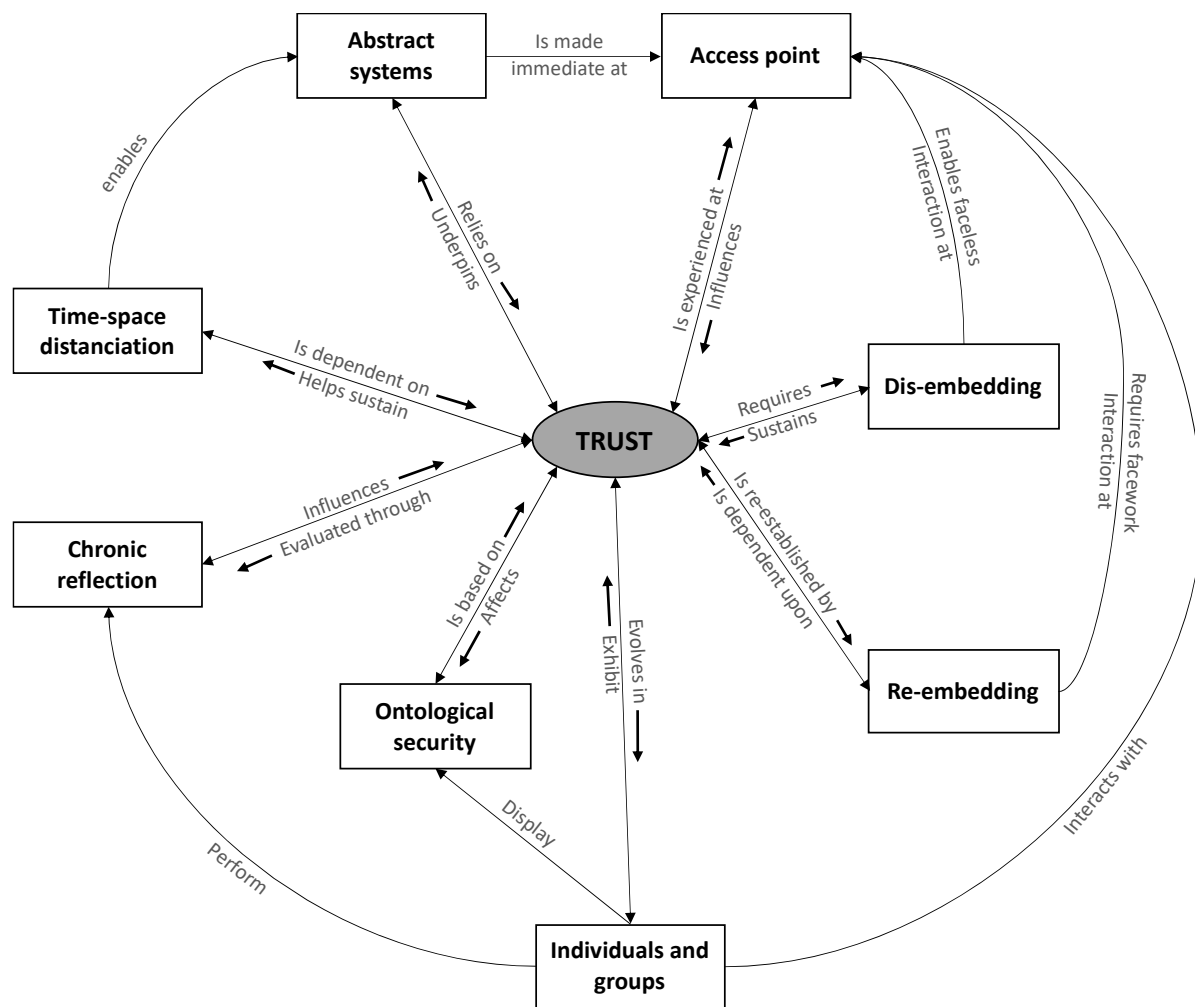 Abstract
systems
Is made
immediate at
Access point
enables
Relies on
Underpins
Is experienced at
Influences
Enables faceless
Interaction at
Time-space
distanciation
Is dependent on
Helps sustain
TRUST
Requires
Sustains
Dis-embedding
Requires facework
Interaction at
Influences
Evaluated through
Chronic
reflection
Is based on
Affects
Is re-established by
Is dependent upon
Evolves in
Exhibit
Re-embedding
Ontological
security
Display
Perform
Interacts with
Individuals and
groups